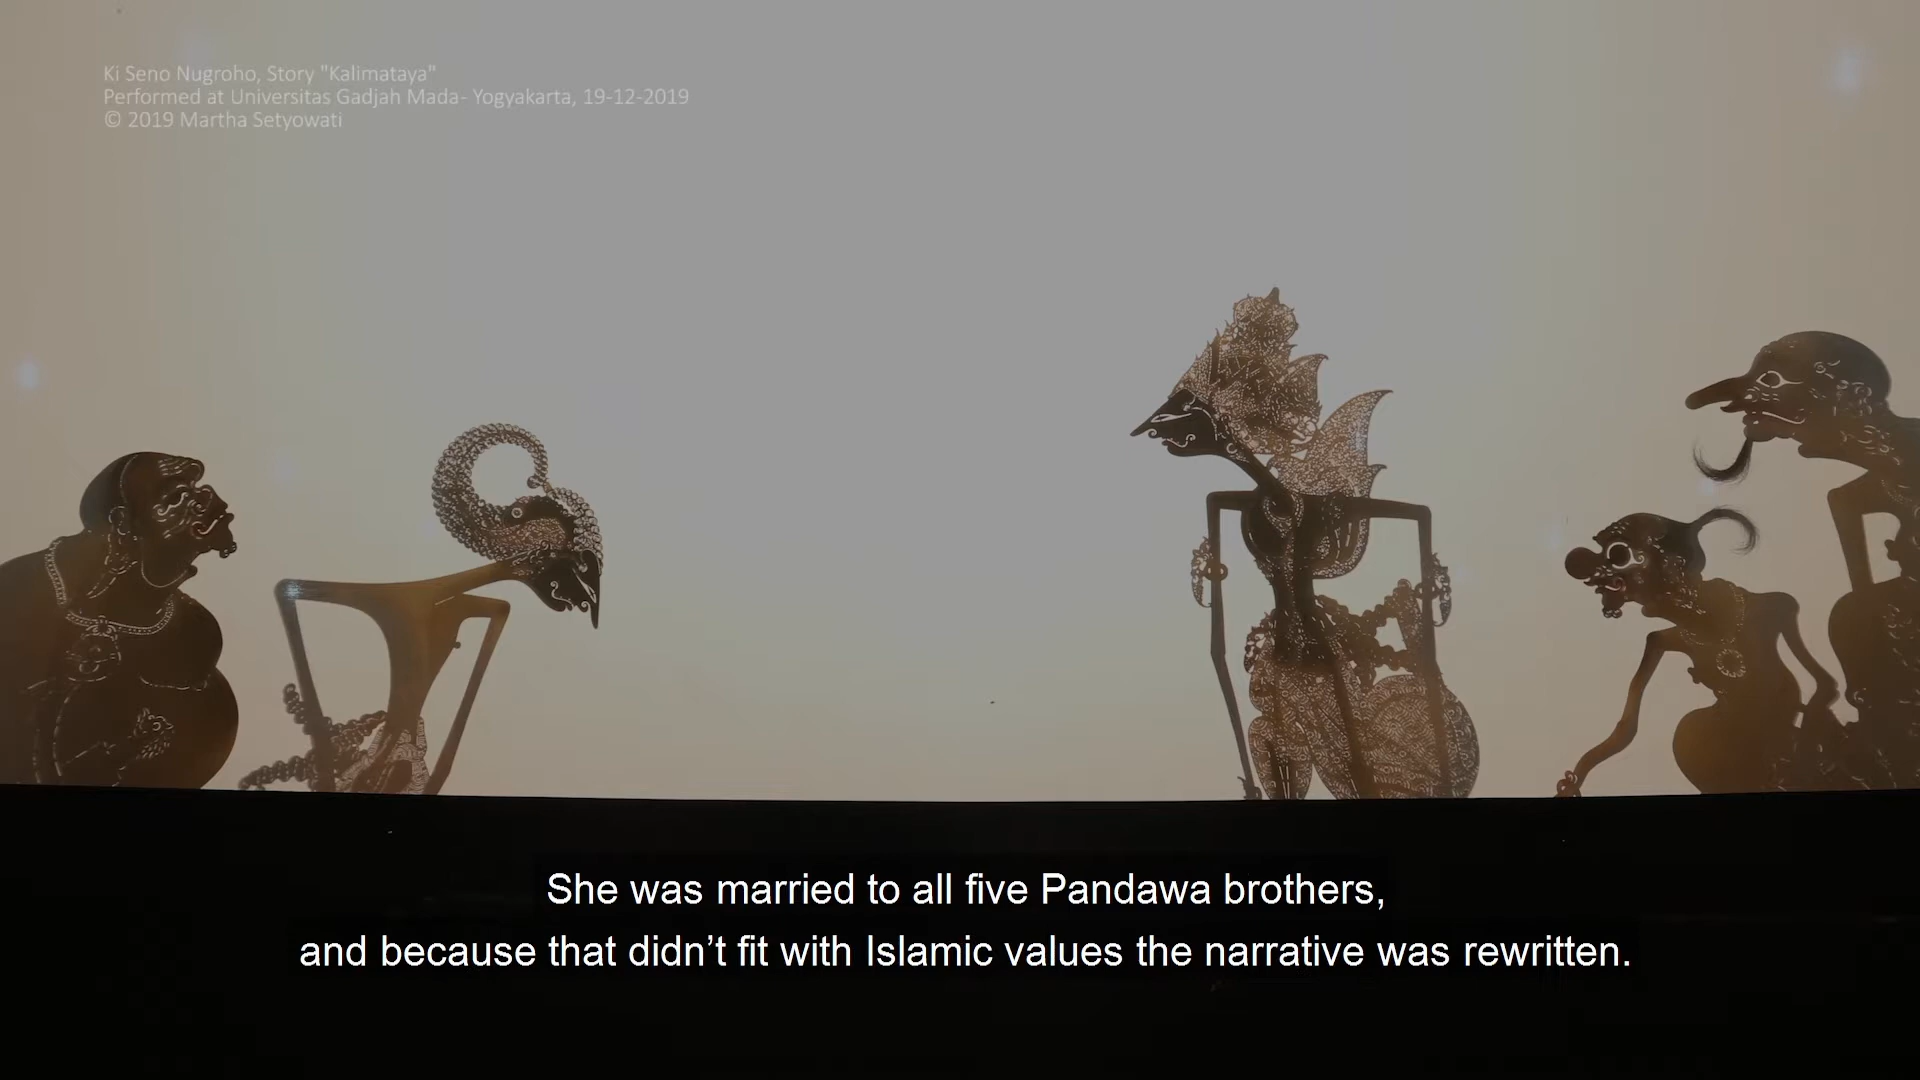 Ki Seno Nugroho, Story "Kalimataya"
Performed at Universitas Gadjah Mada- Yogyakarta, 19-12-2019
© 2019 Martha Setyowati
She was married to all five Pandawa brothers,
and because that didn’t fit with Islamic values the narrative was rewritten.